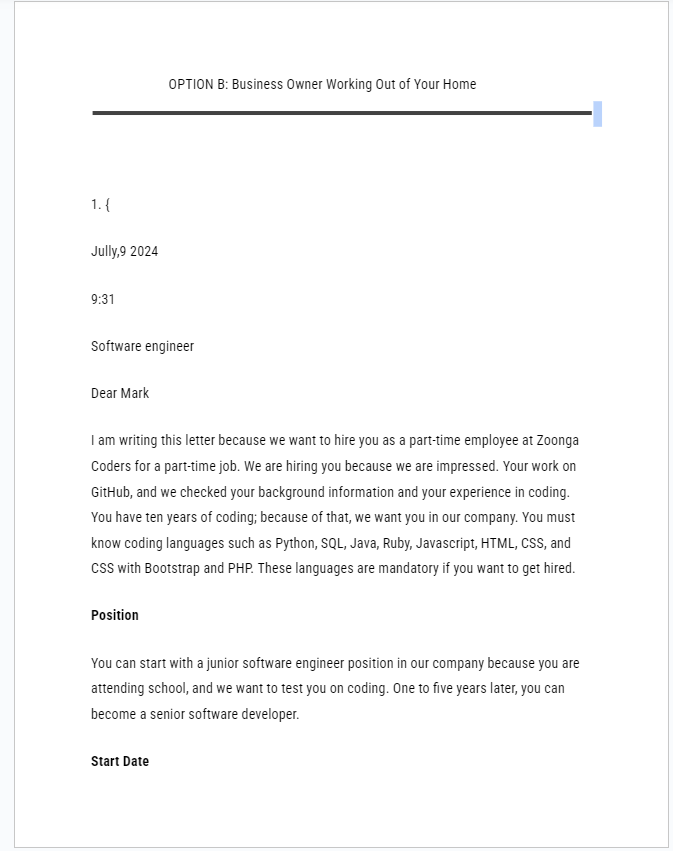 OPTION B: Business Owner Working Out of Your Home
1. {
Jully,9 2024
9:31
Software engineer
Dear Mark
I am writing this letter because we want to hire you as a part-time employee at Zoonga
Coders for a part-time job. We are hiring you because we are impressed. Your work on
GitHub, and we checked your background information and your experience in coding.
You have ten years of coding; because of that, we want you in our company. You must
know coding languages such as Python, SQL, Java, Ruby, Javascript, HTML, CSS, and
CSS with Bootstrap and PHP. These languages are mandatory if you want to get hired.
Position
You can start with a junior software engineer position in our company because you are
attending school, and we want to test you on coding. One to five years later, you can
become a senior software developer.
Start Date